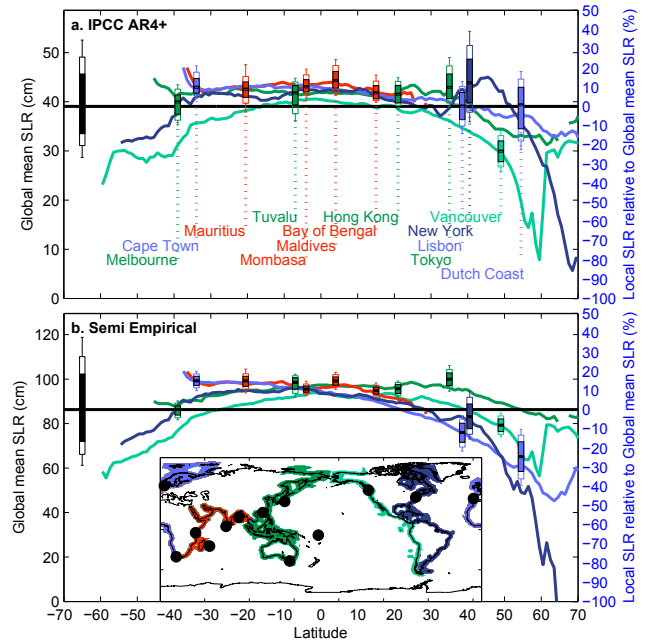 a. IPCC AR4+
Global mean SLR (cm)
50
40
30
20
10
0
50
40
30
20
10
0
−10
−20
−30
−40
−50
−60
−70
−80
−90
−100
Local SLR relative to Global mean SLR (%)
Tuvalu
Hong Kong
Vancouver
Mauritius
Bay of Bengal
New York
Cape Town
Maldives
Lisbon
Melbourne
Mombasa
Tokyo
Dutch Coast
b. Semi Empirical
Global mean SLR (cm)
120
100
80
60
40
20
0
50
40
30
20
10
0
−10
−20
−30
−40
−50
−60
−70
−80
−90
−100
Local SLR relative to Global mean SLR (%)
−70 −60 −50 −40 −30 −20 −10 0 10 20 30 40 50 60 70
Latitude